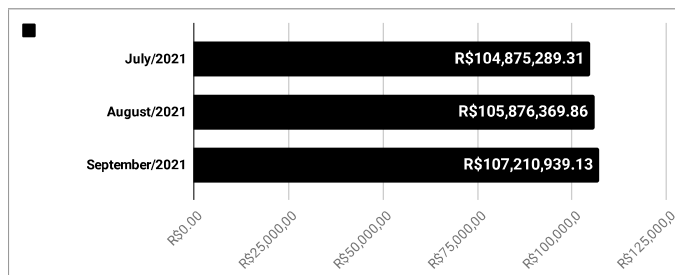 July/2021
R$104,875,289.31
August/2021
R$105,876,369.86
September/2021
R$107,210,939.13
R$0.00
R$25,000,00
R$50,000,00
R$75,000,00
R$100,000,0
R$125,000,0